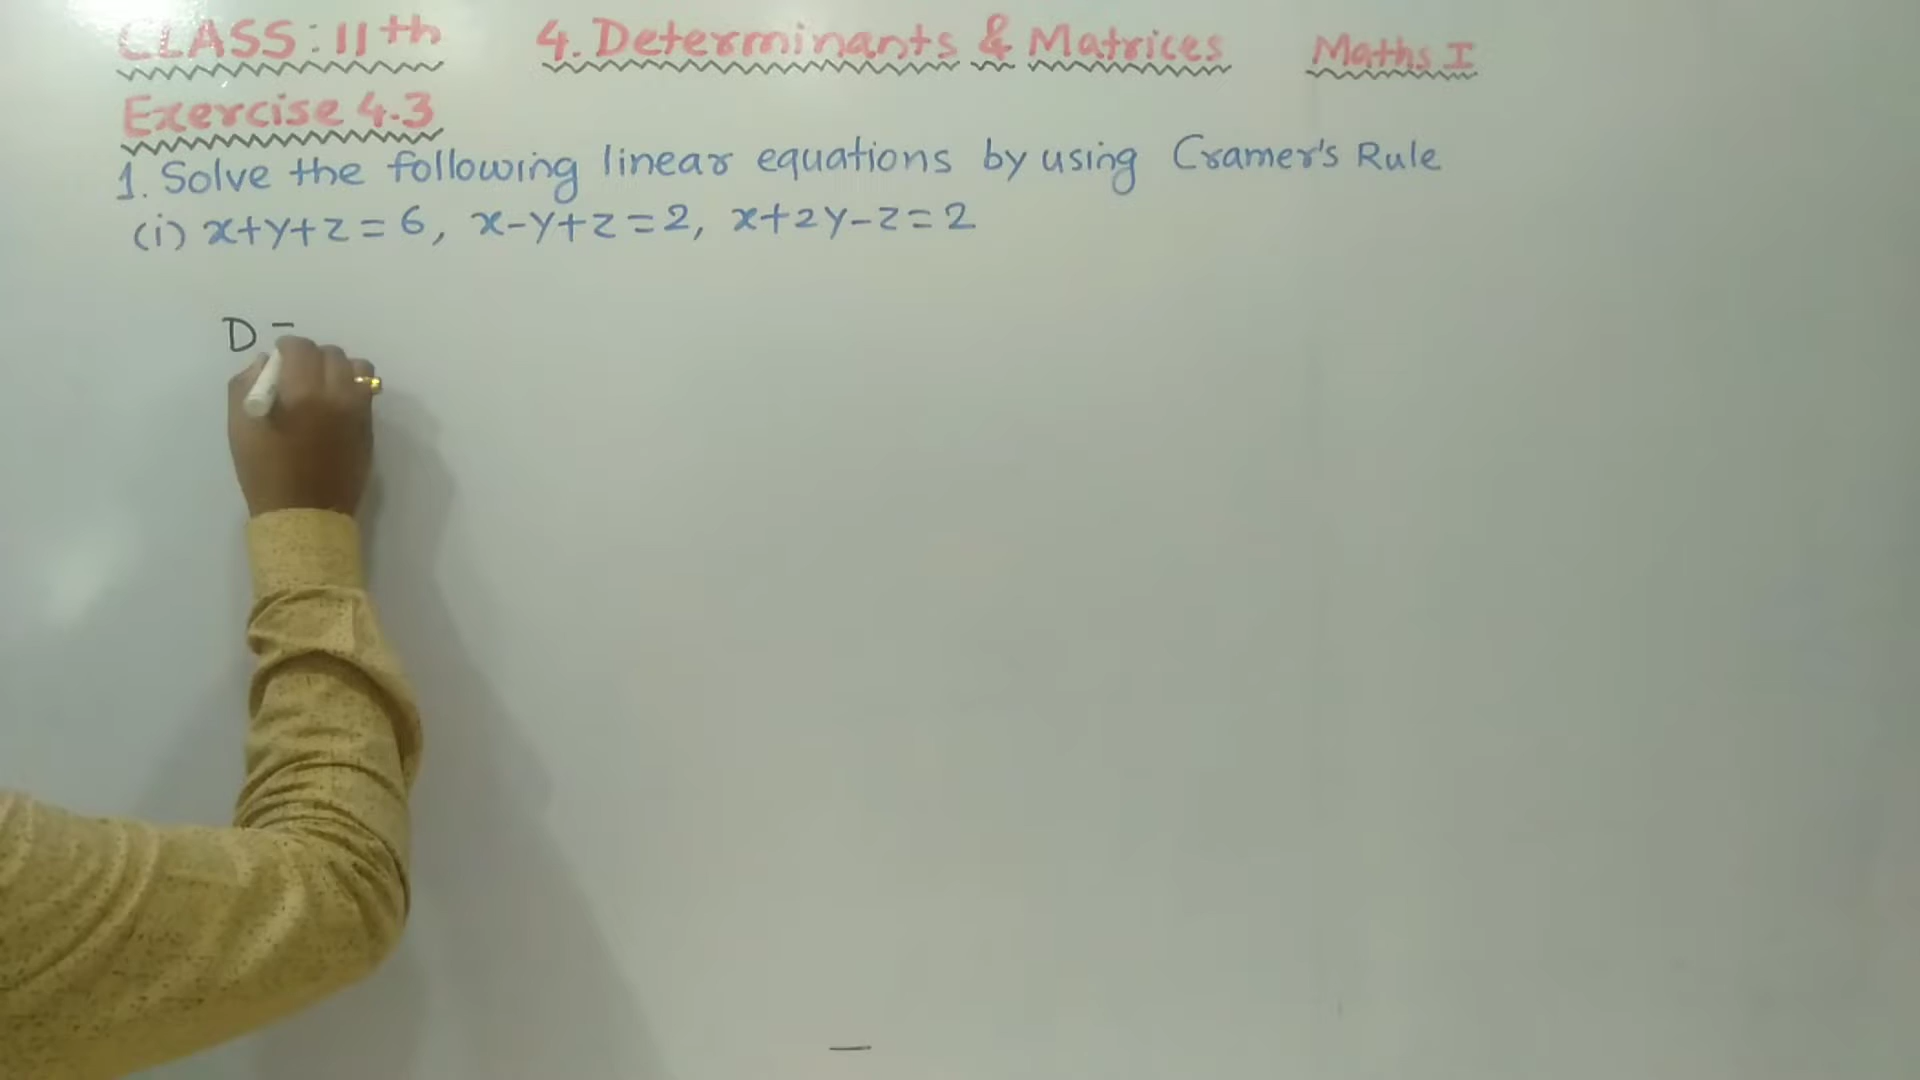 CLASS: 11th 4. Determinants & Matrices Maths I
Exercise 4.3
1. Solve the following linear equations by using Cramer's Rule
(i) x+y+z=6, x-y+z=2, x+2y-z=2
D =